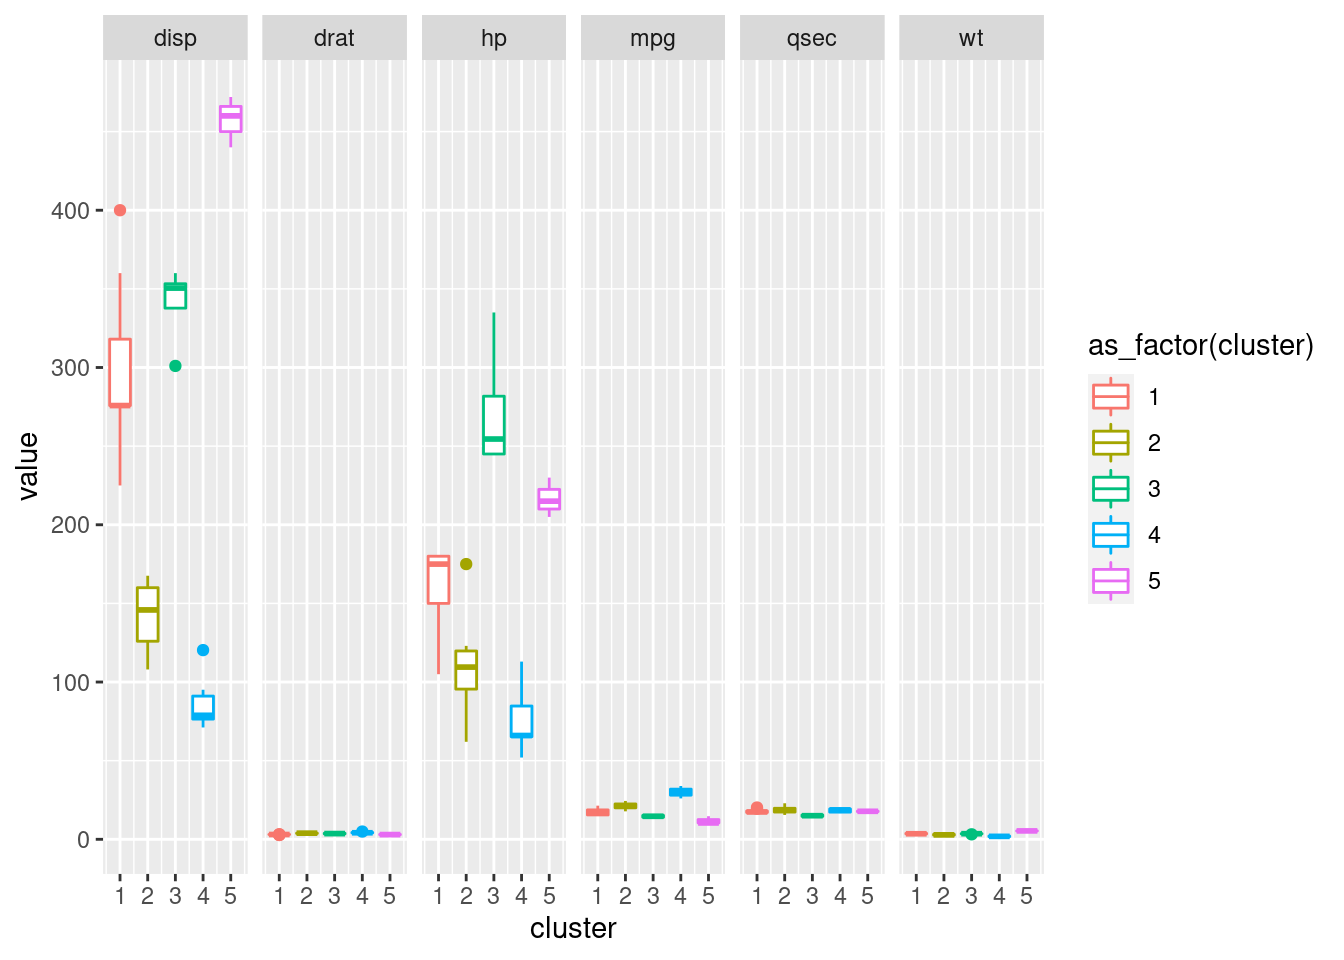 disp drat hp mpg qsec wt
400
300
200
100
0
value
1 2 3 4 5 1 2 3 4 5 1 2 3 4 5 1 2 3 4 5 1 2 3 4 5 1 2 3 4 5
cluster
as_factor(cluster)
1
2
3
4
5